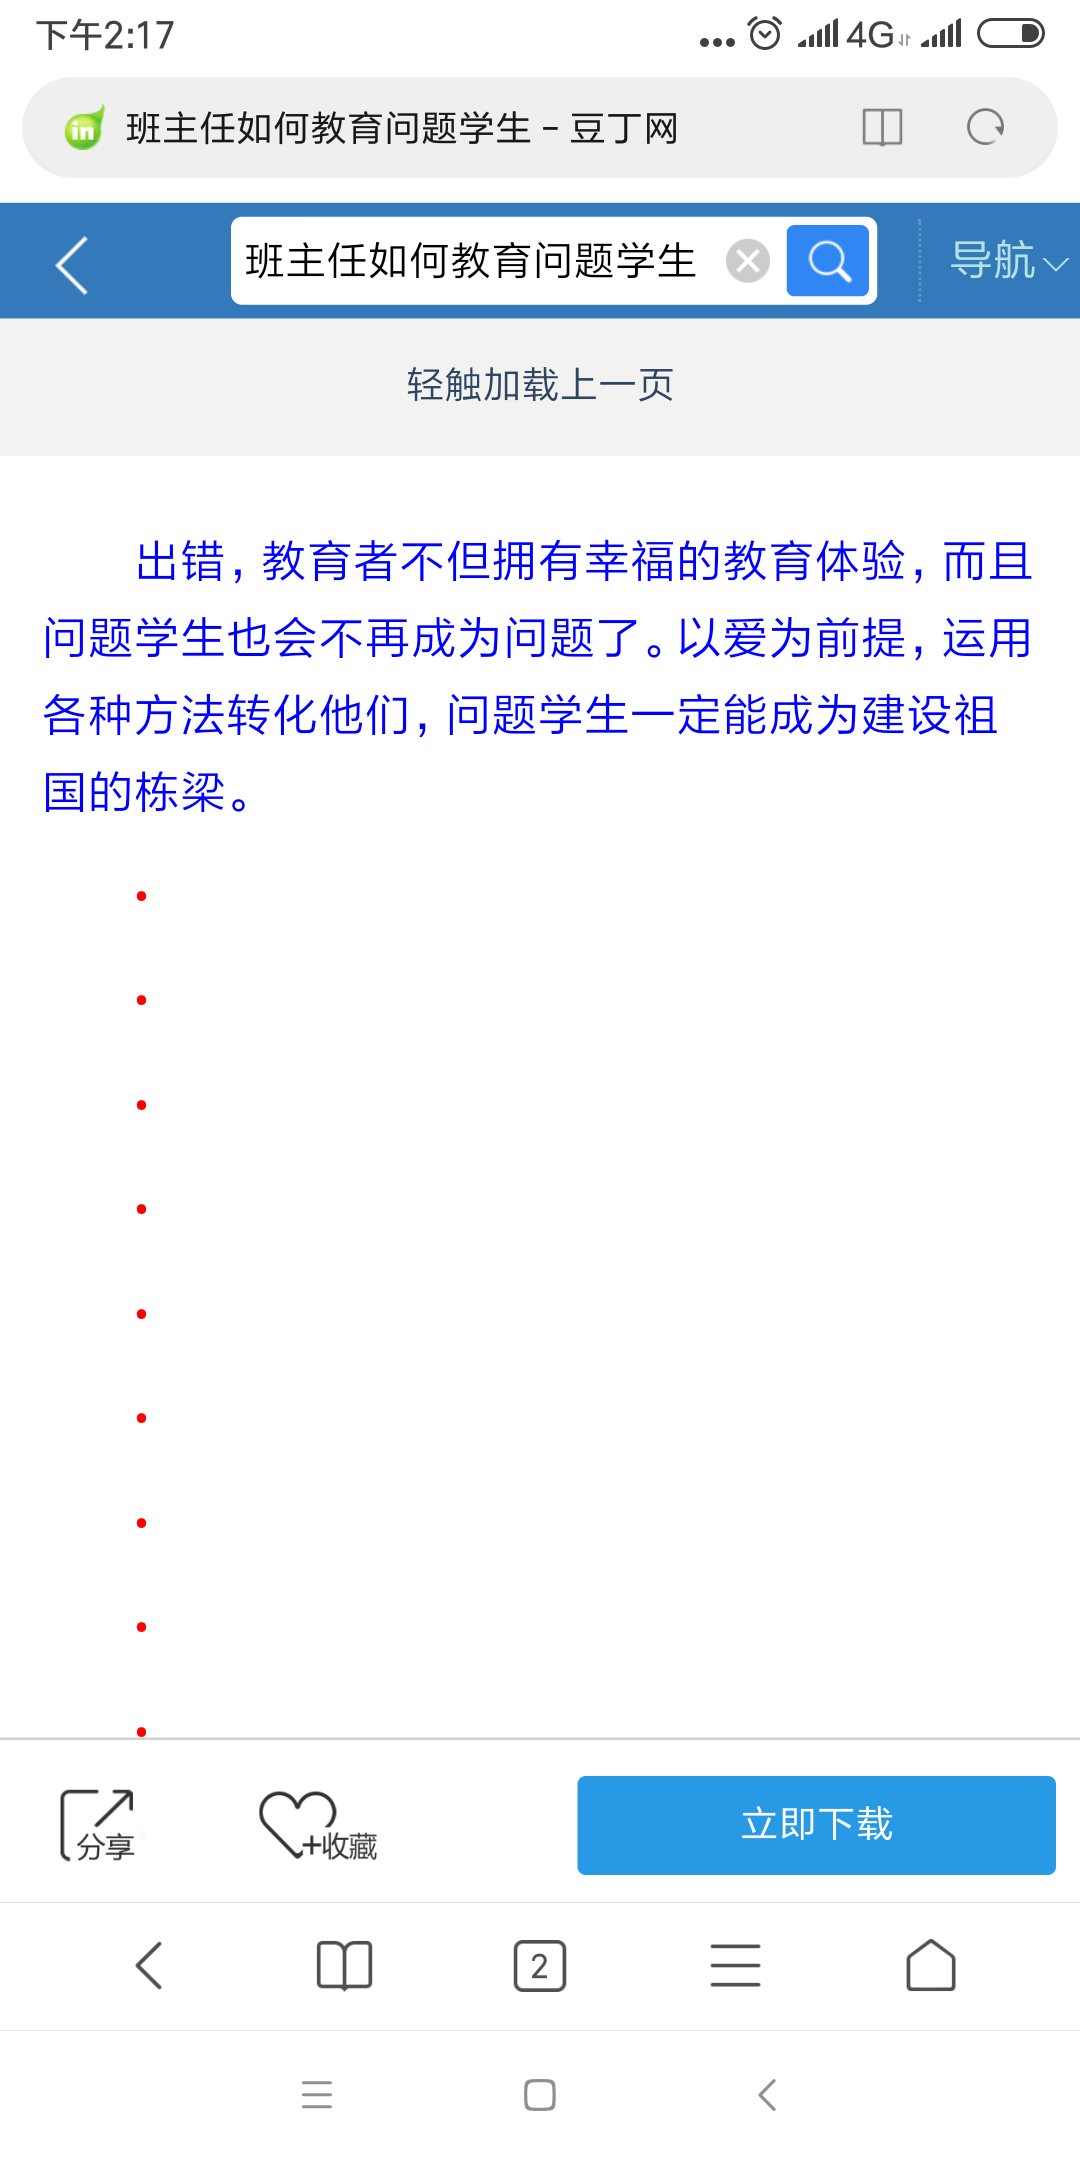 下午2:17
4G
in
班主任如何教育问题学生 - 豆丁网
班主任如何教育问题学生
导航
轻触加载上一页
出错，教育者不但拥有幸福的教育体验，而且
问题学生也会不再成为问题了。以爱为前提，运用
各种方法转化他们，问题学生一定能成为建设祖
国的栋梁。
分享
+收藏
立即下载
2